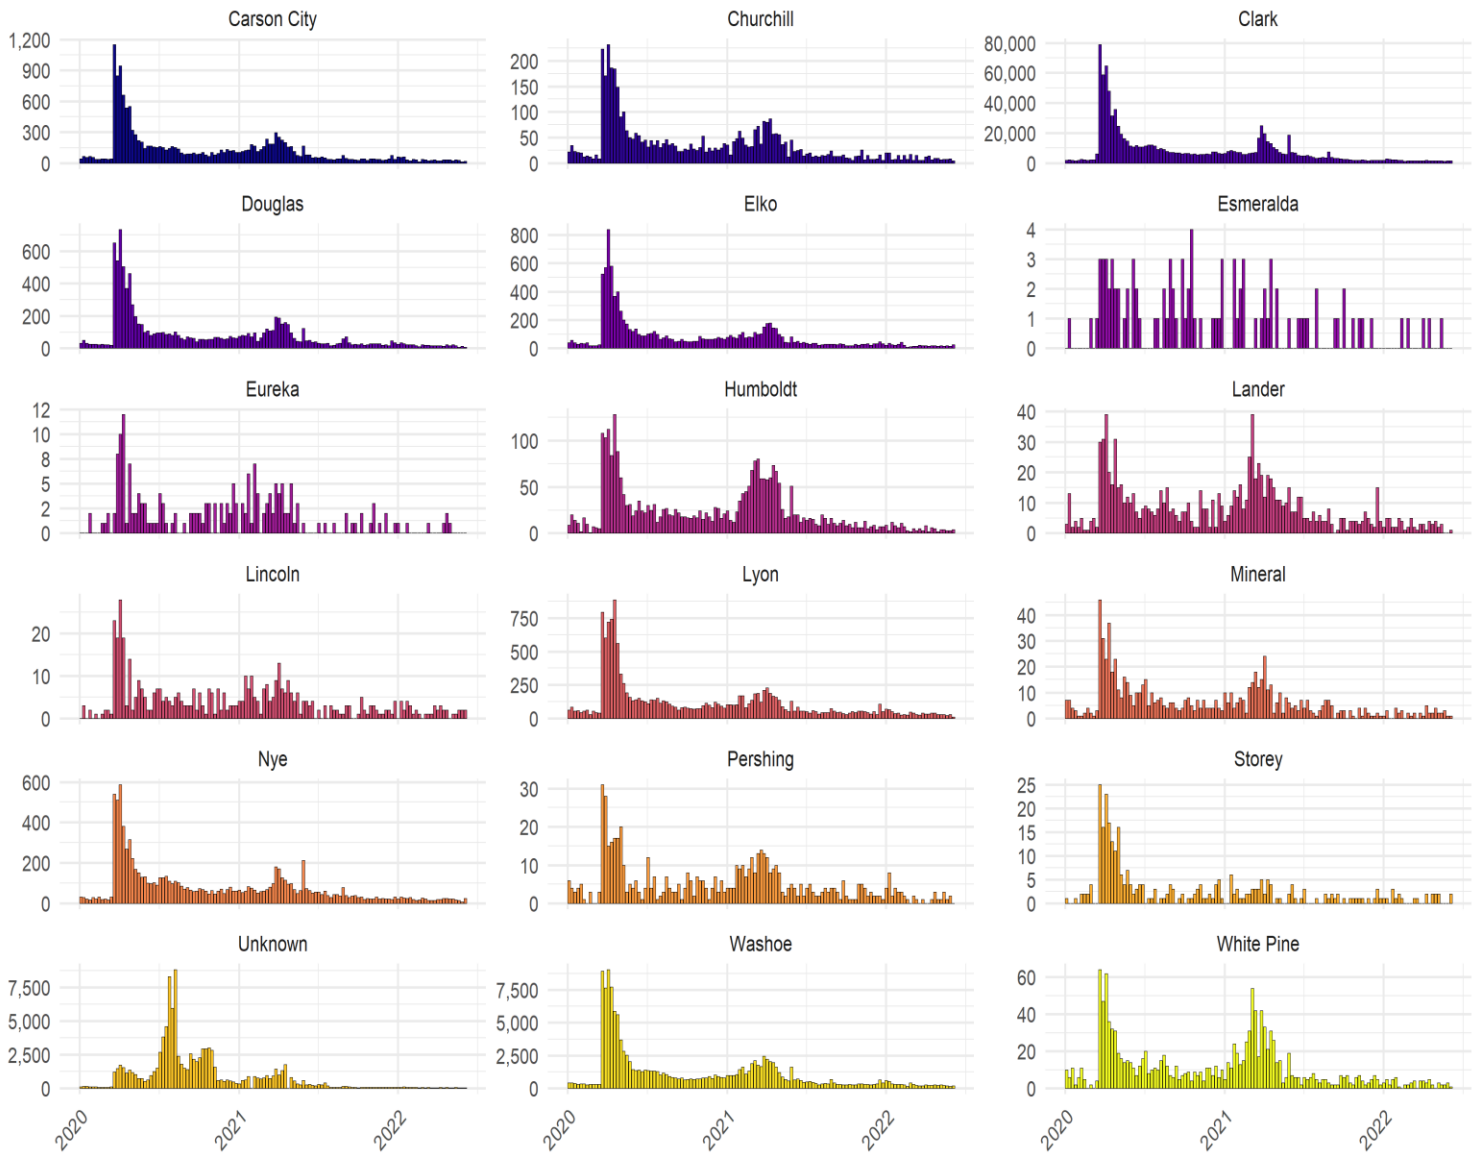 Carson City Churchill Clark
1,200 900 600 300 0
200 150 100 50 0
80,000 60,000 40,000 20,000 0
Douglas Elko Esmeralda
600 400 200 0
800 600 400 200 0
4 3 2 1 0
Eureka Humboldt Lander
12 10 8 5 2 0
100 50 0
40 30 20 10 0
Lincoln Lyon Mineral
20 10 0
750 500 250 0
40 30 20 10 0
Nye Pershing Storey
600 400 200 0
30 20 10 0
25 20 15 10 5 0
Unknown Washoe White Pine
7,500 5,000 2,500 0
7,500 5,000 2,500 0
60 40 20 0
2020 2021 2022 2020 2021 2022 2020 2021 2022